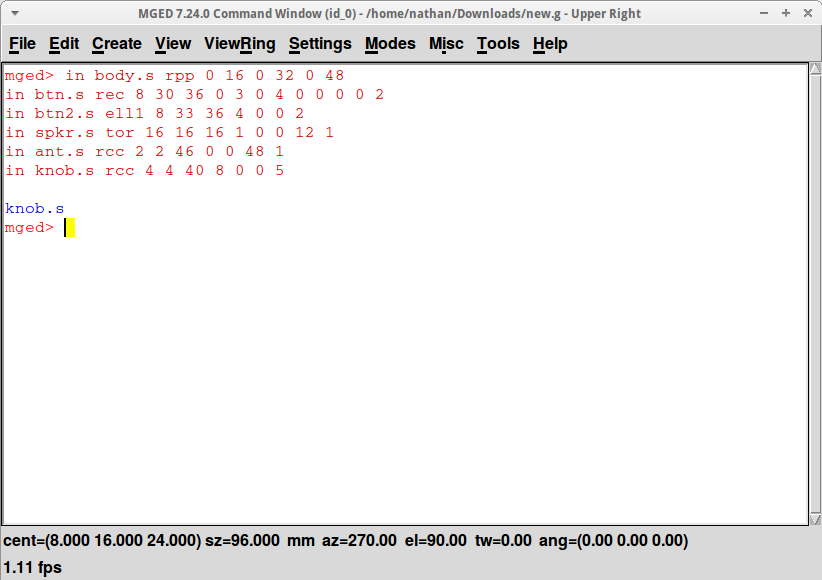 MGED 7.24.0 Command Window (id_0) - /home/nathan/Downloads/new.g - Upper Right
File Edit Create View ViewRing Settings Modes Misc Tools Help
mged> in body.s rpp 0 16 0 32 0 48
in btn.s rec 8 30 36 0 3 0 4 0 0 0 0 2
in btn2.s ell1 8 33 36 4 0 0 2
in spkr.s tor 16 16 16 1 0 0 12 1
in ant.s rcc 2 2 46 0 0 48 1
in knob.s rcc 4 4 40 8 0 0 5
knob.s
mged>
cent=(8.000 16.000 24.000) sz=96.000 mm az=270.00 el=90.00 tw=0.00 ang=(0.00 0.00 0.00)
1.11 fps